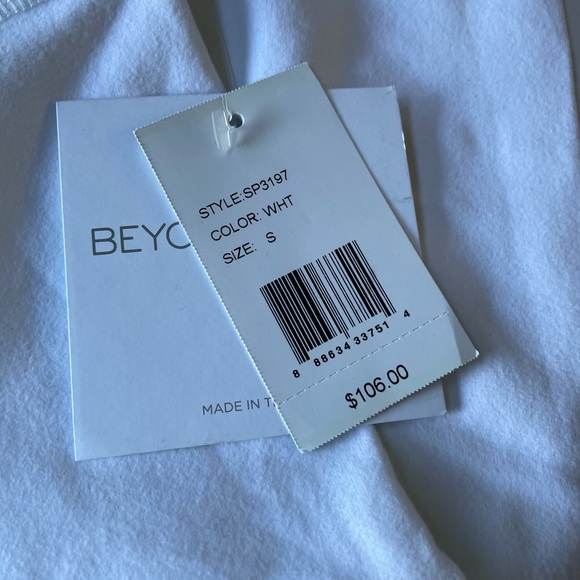 STYLE:SP3197
COLOR: WHT
SIZE: S
8 88634 33751 4
$106.00
BEYO
MADE IN T